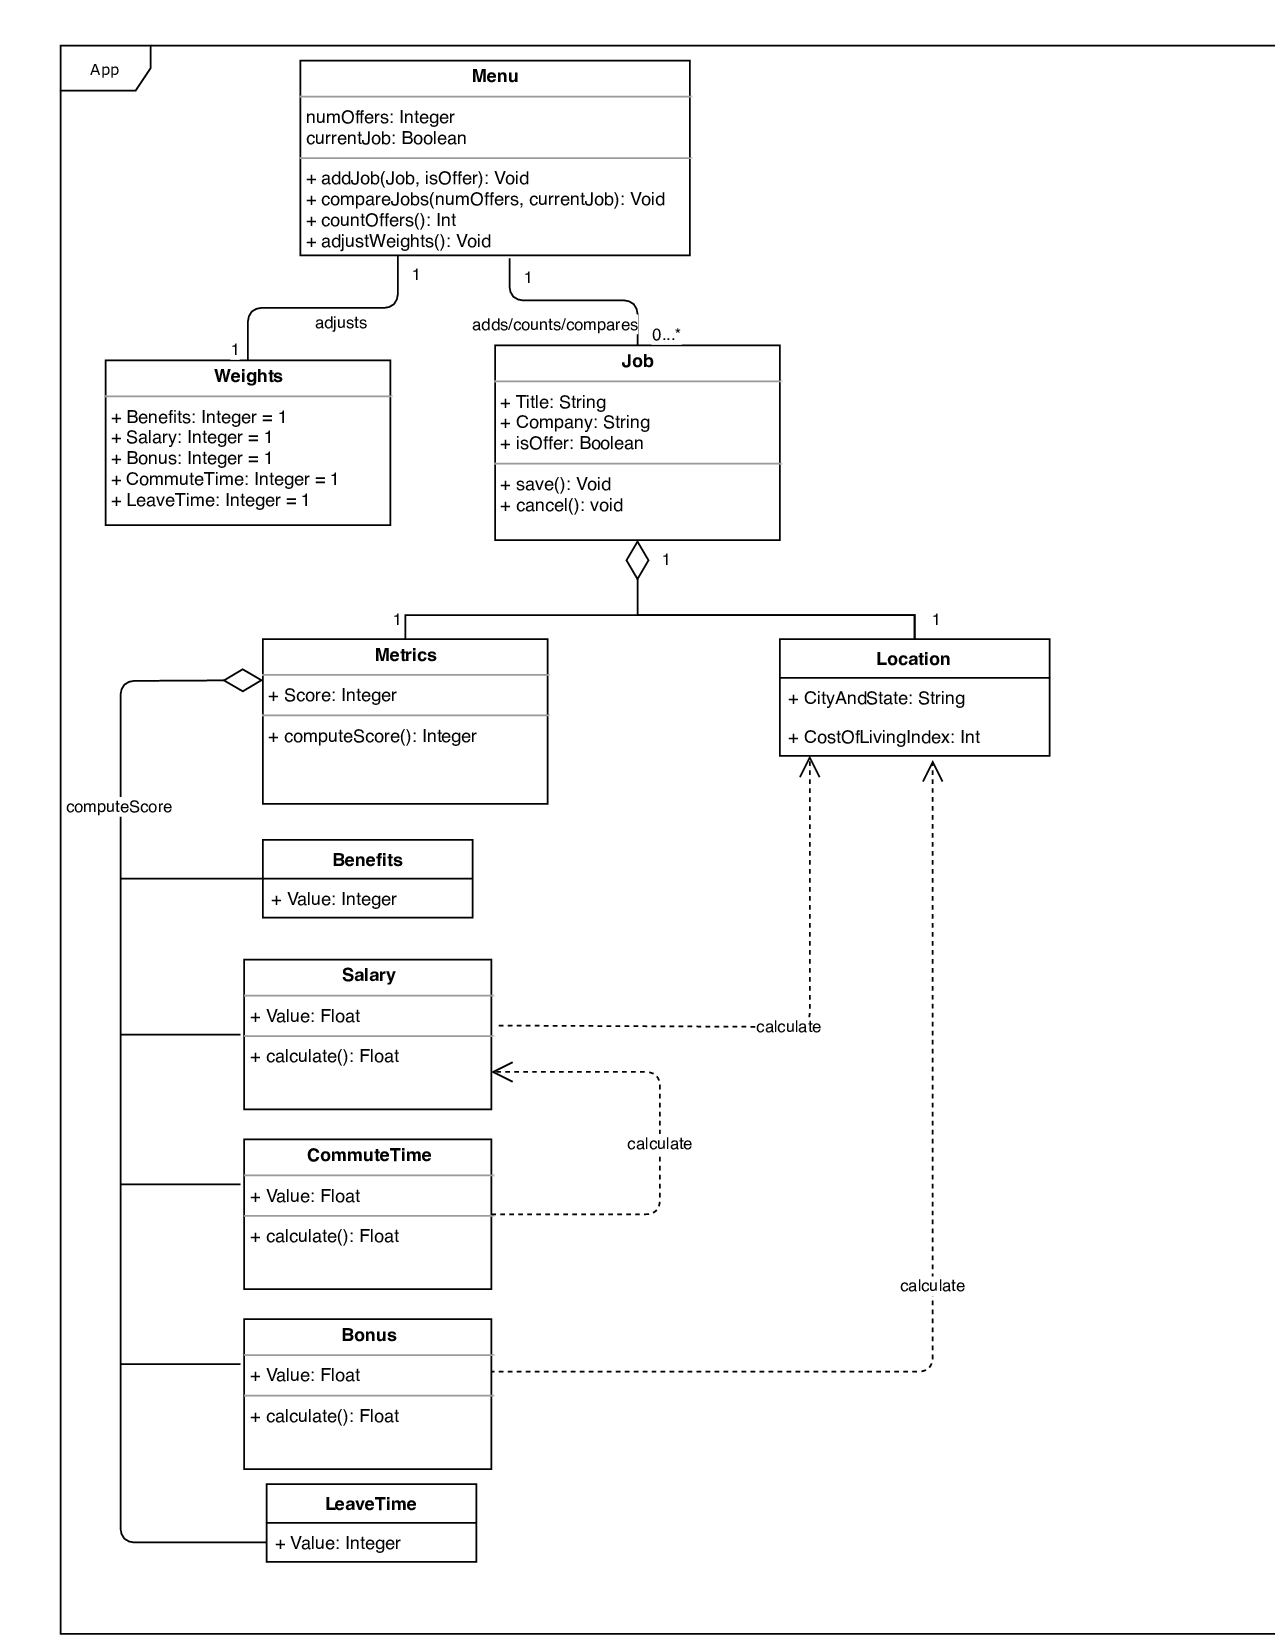 App
Menu
numOffers: Integer
currentJob: Boolean
+ addJob(Job, isOffer): Void
+ compareJobs(numOffers, currentJob): Void
+ countOffers(): Int
+ adjustWeights(): Void
1
1
adjusts
adds/counts/compares
1
0...*
Weights
+ Benefits: Integer = 1
+ Salary: Integer = 1
+ Bonus: Integer = 1
+ CommuteTime: Integer = 1
+ LeaveTime: Integer = 1
Job
+ Title: String
+ Company: String
+ isOffer: Boolean
+ save(): Void
+ cancel(): void
1
1
1
Metrics
+ Score: Integer
+ computeScore(): Integer
Location
+ CityAndState: String
+ CostOfLivingIndex: Int
computeScore
Benefits
+ Value: Integer
Salary
+ Value: Float
+ calculate(): Float
calculate
calculate
CommuteTime
+ Value: Float
+ calculate(): Float
calculate
Bonus
+ Value: Float
+ calculate(): Float
LeaveTime
+ Value: Integer